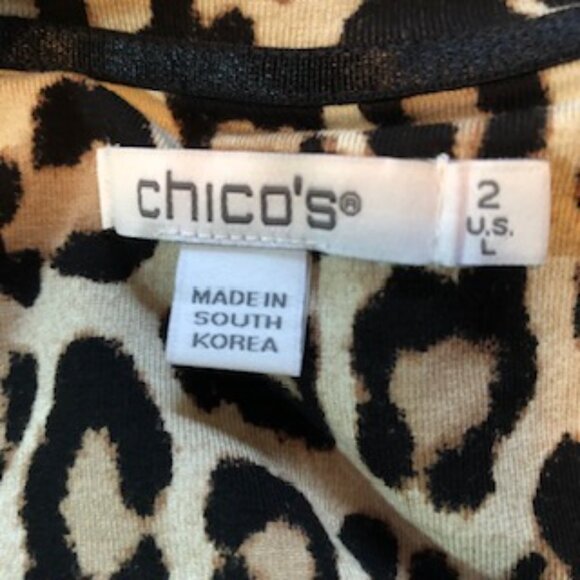 chico's®
2
U.S.
L
MADE IN
SOUTH
KOREA